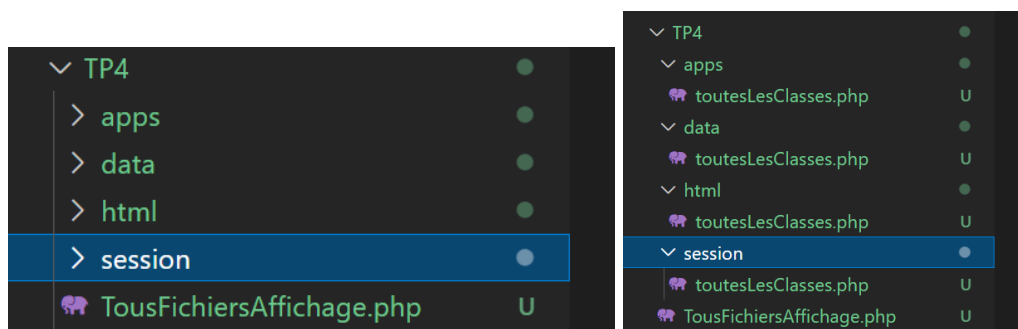 TP4
apps
data
html
session
TousFichiersAffichage.php U
TP4
apps
toutesLesClasses.php U
data
toutesLesClasses.php U
html
toutesLesClasses.php U
session
toutesLesClasses.php U
TousFichiersAffichage.php U